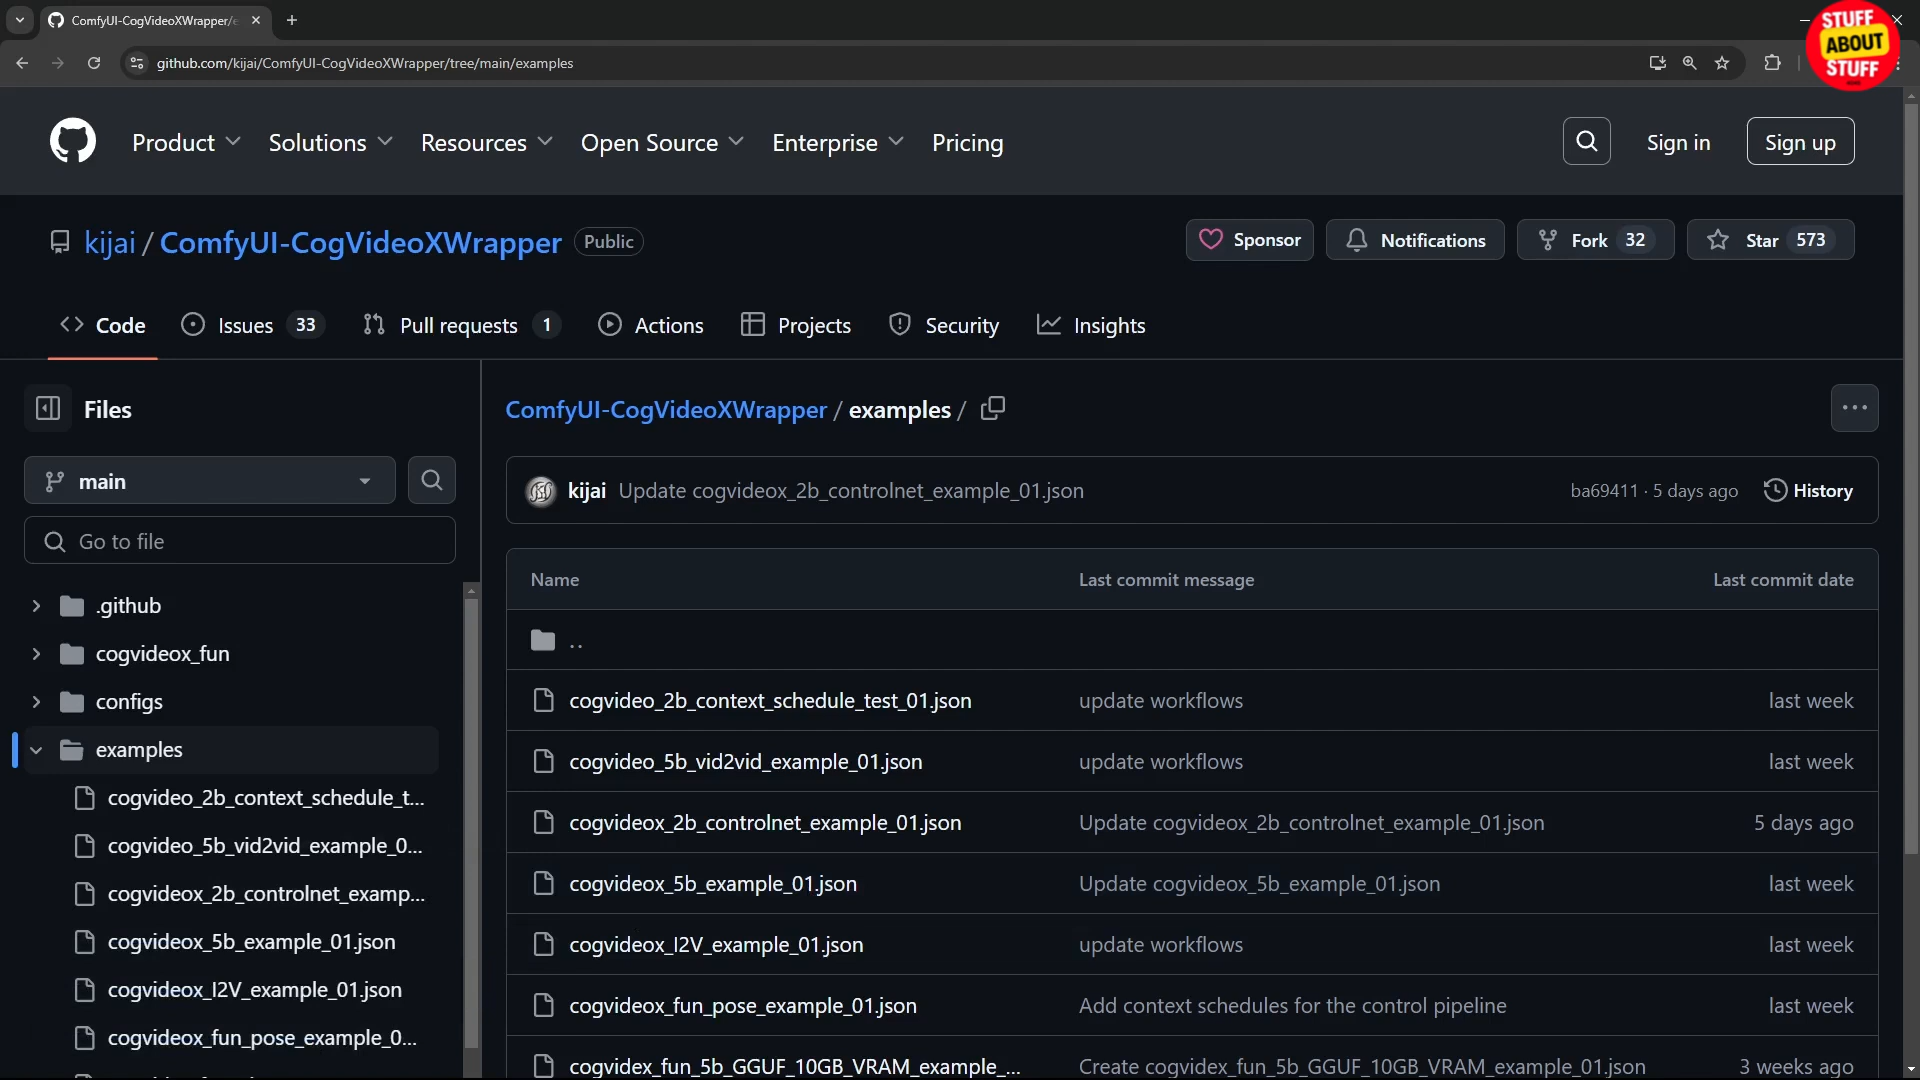 ComfyUI-CogVideoXWrapper/e
github.com/kijai/ComfyUI-CogVideoXWrapper/tree/main/examples
STUFF
ABOUT
STUFF
Product
Solutions
Resources
Open Source
Enterprise
Pricing
Sign in
Sign up
kijai / ComfyUI-CogVideoXWrapper Public
Sponsor
Notifications
Fork 32
Star 573
Code
Issues 33
Pull requests 1
Actions
Projects
Security
Insights
Files
main
Go to file
.github
cogvideox_fun
configs
examples
cogvideo_2b_context_schedule_t...
cogvideo_5b_vid2vid_example_0...
cogvideox_2b_controlnet_examp...
cogvideox_5b_example_01.json
cogvideox_I2V_example_01.json
cogvideox_fun_pose_example_0...
ComfyUI-CogVideoXWrapper / examples /
kijai Update cogvideox_2b_controlnet_example_01.json ba69411 · 5 days ago History
Name Last commit message Last commit date
..
cogvideo_2b_context_schedule_test_01.json update workflows last week
cogvideo_5b_vid2vid_example_01.json update workflows last week
cogvideox_2b_controlnet_example_01.json Update cogvideox_2b_controlnet_example_01.json 5 days ago
cogvideox_5b_example_01.json Update cogvideox_5b_example_01.json last week
cogvideox_I2V_example_01.json update workflows last week
cogvideox_fun_pose_example_01.json Add context schedules for the control pipeline last week
cogvidex_fun_5b_GGUF_10GB_VRAM_example_... Create cogvidex_fun_5b_GGUF_10GB_VRAM_example_01.json 3 weeks ago